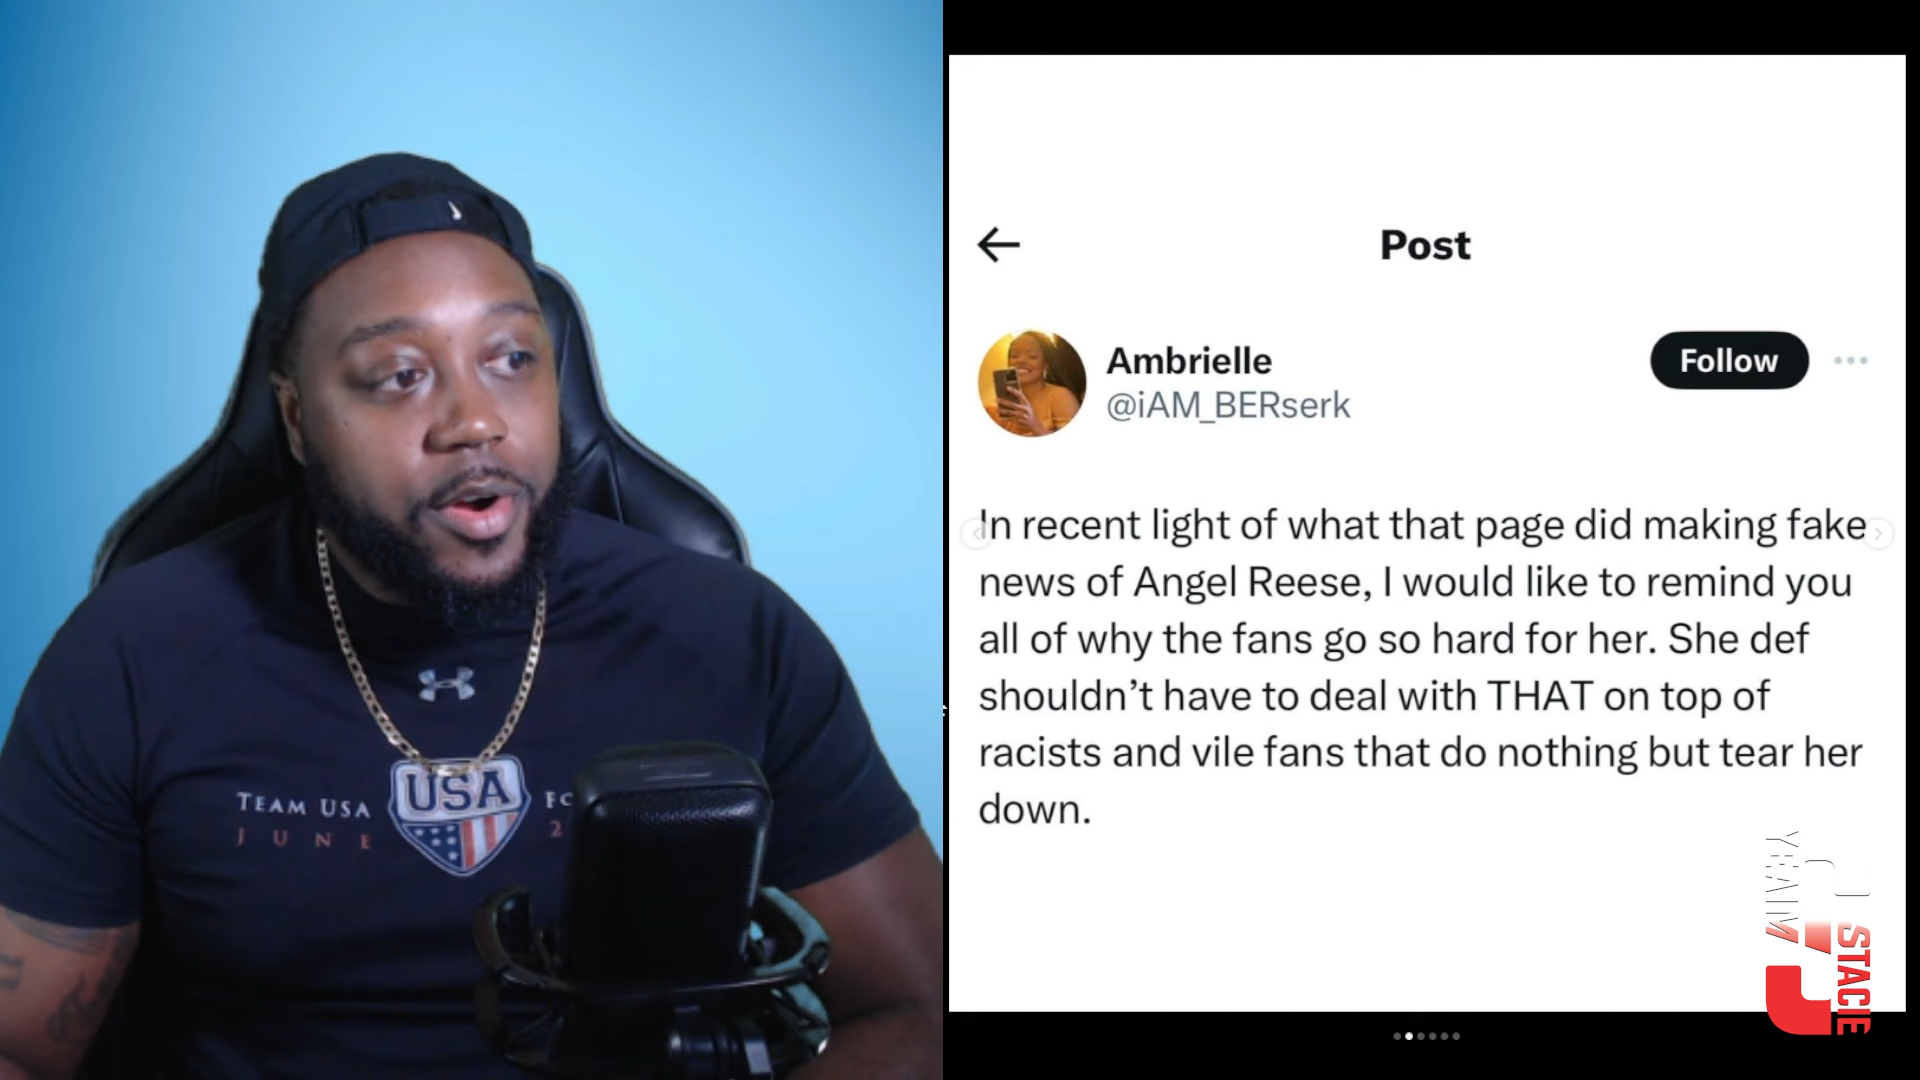 TEAM USA
JUNE
USA
Post
Ambrielle
@iAM_BERserk
Follow
In recent light of what that page did making fake
news of Angel Reese, I would like to remind you
all of why the fans go so hard for her. She def
shouldn’t have to deal with THAT on top of
racists and vile fans that do nothing but tear her
down.
YEAIM
J STACIE